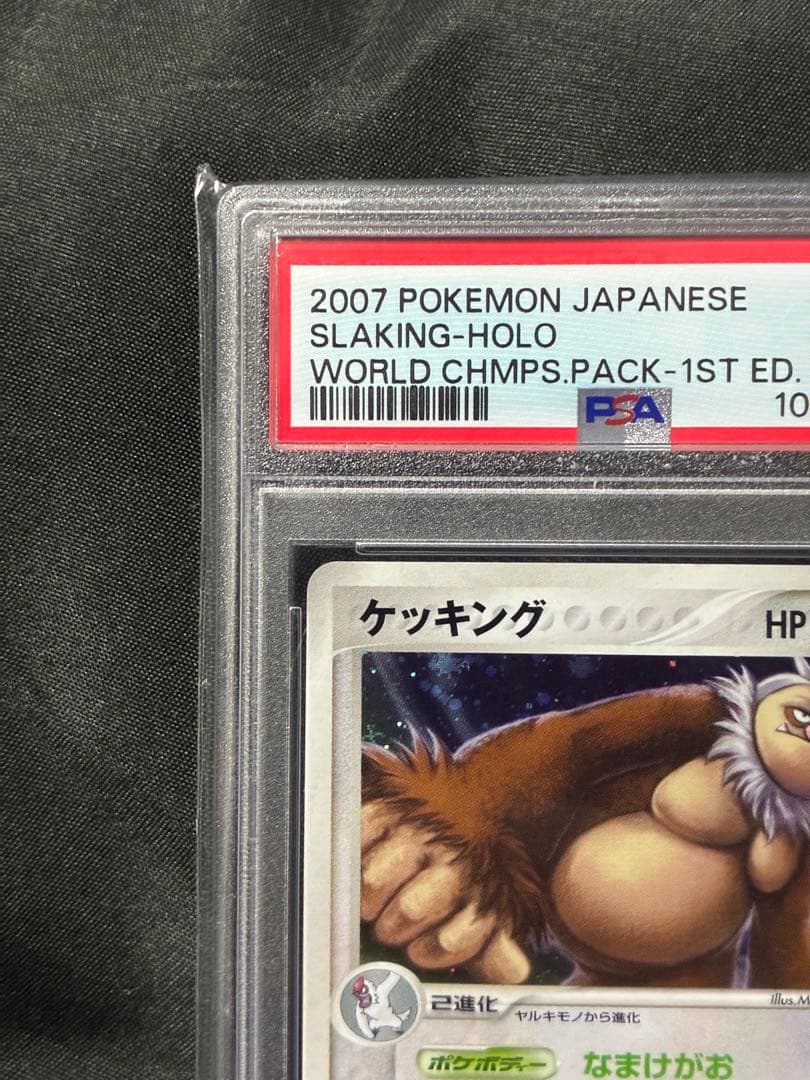 2007 POKEMON JAPANESE
SLAKING-HOLO
WORLD CHMPS.PACK-1ST ED.
PSA
10
ケッキング HP
2進化
ヤルキモノから進化
Illus.M
ポケボディー なまけがお